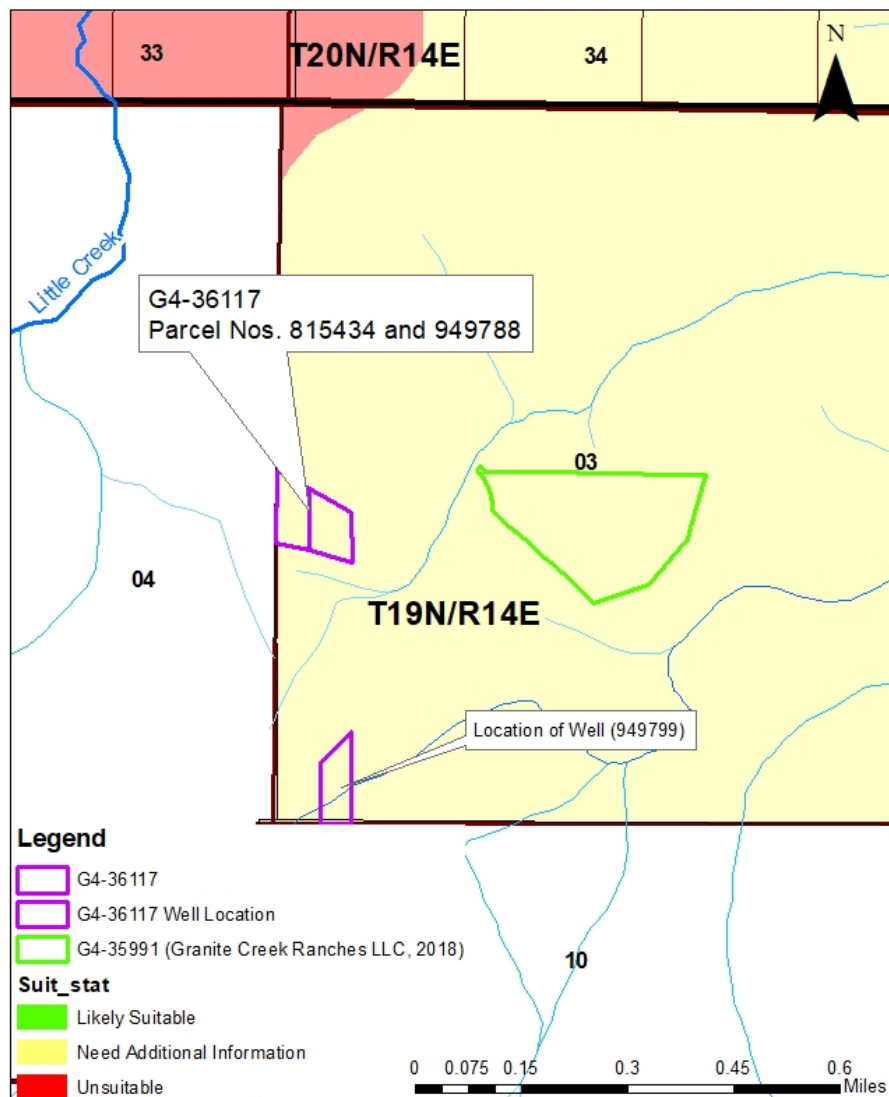 33
T20N/R14E
34
N
Little Creek
G4-36117
Parcel Nos. 815434 and 949788
03
04
T19N/R14E
Location of Well (949799)
Legend
G4-36117
G4-36117 Well Location
G4-35991 (Granite Creek Ranches LLC, 2018)
10
Suit_stat
Likely Suitable
Need Additional Information
Unsuitable
0 0.075 0.15 0.3 0.45 0.6
Miles